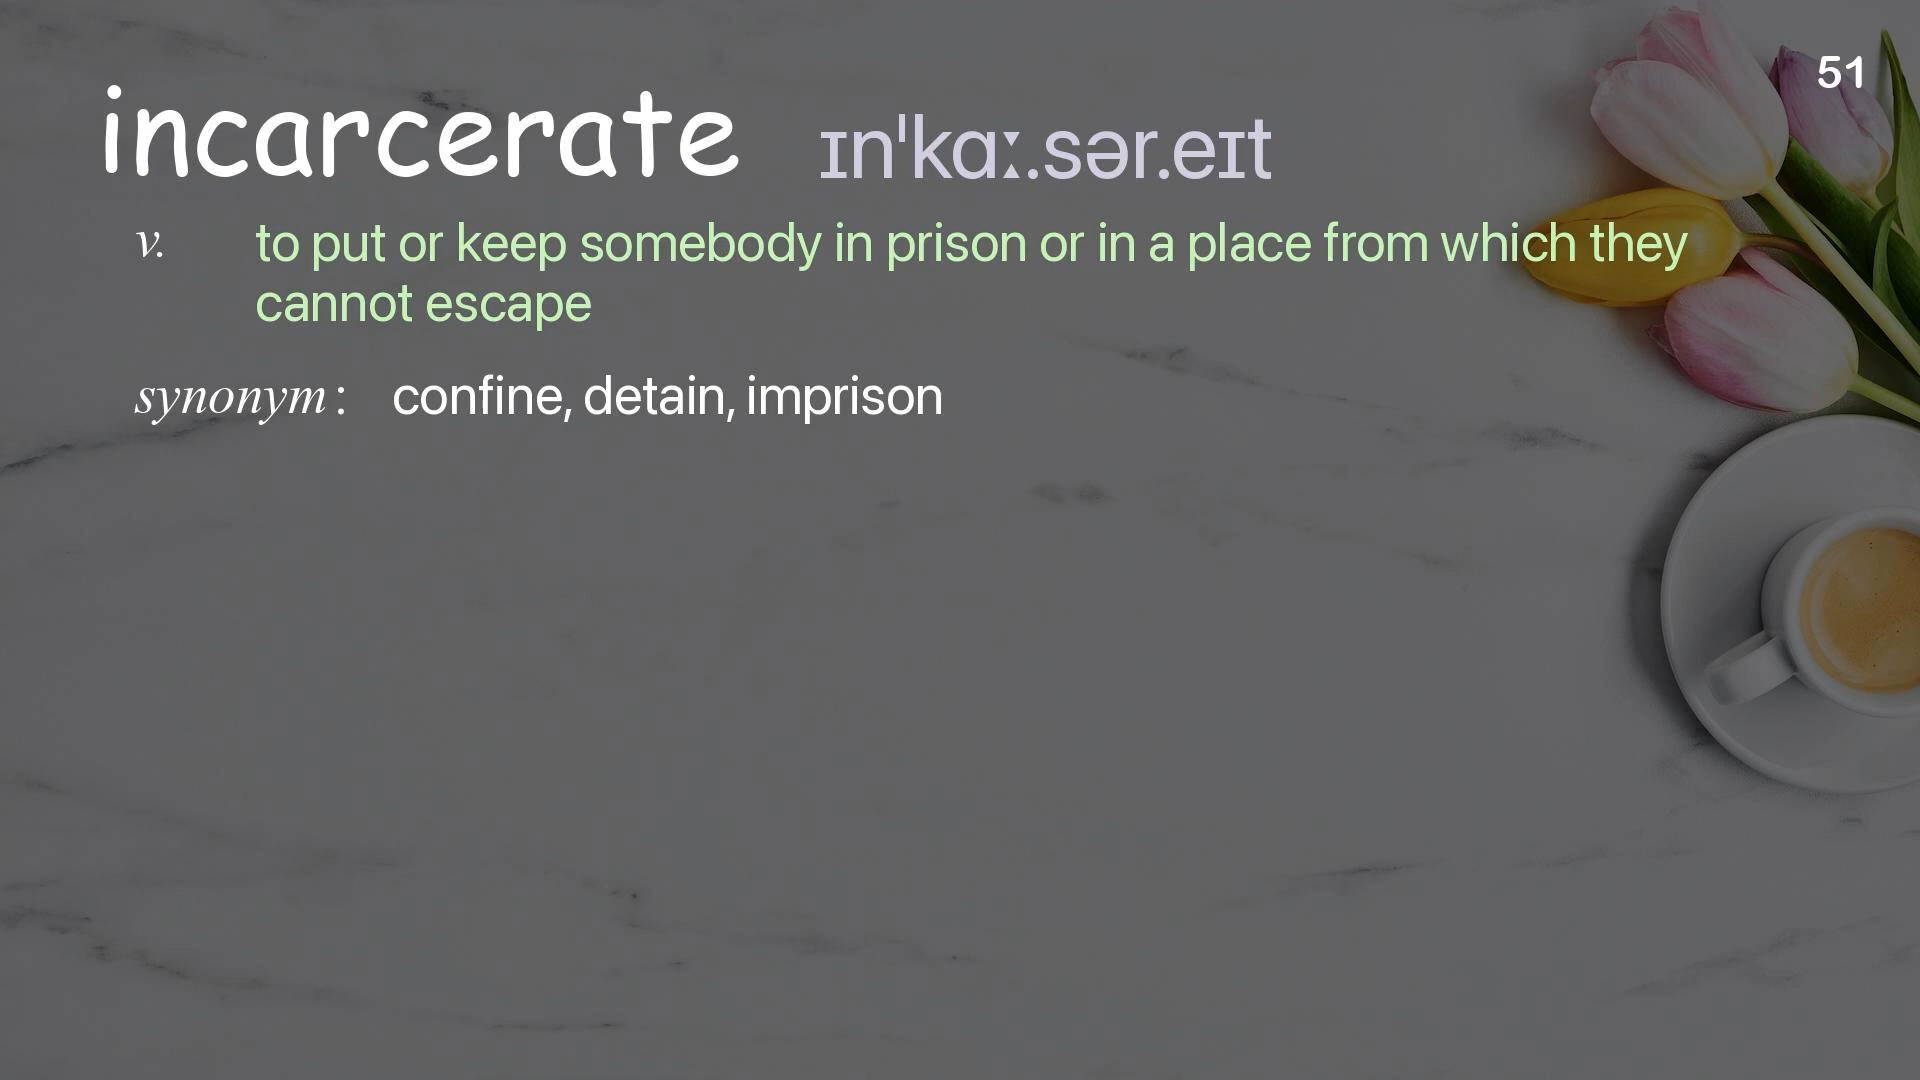 51
incarcerate ɪnˈkɑː.sər.eɪt
v. to put or keep somebody in prison or in a place from which they
cannot escape
synonym: confine, detain, imprison